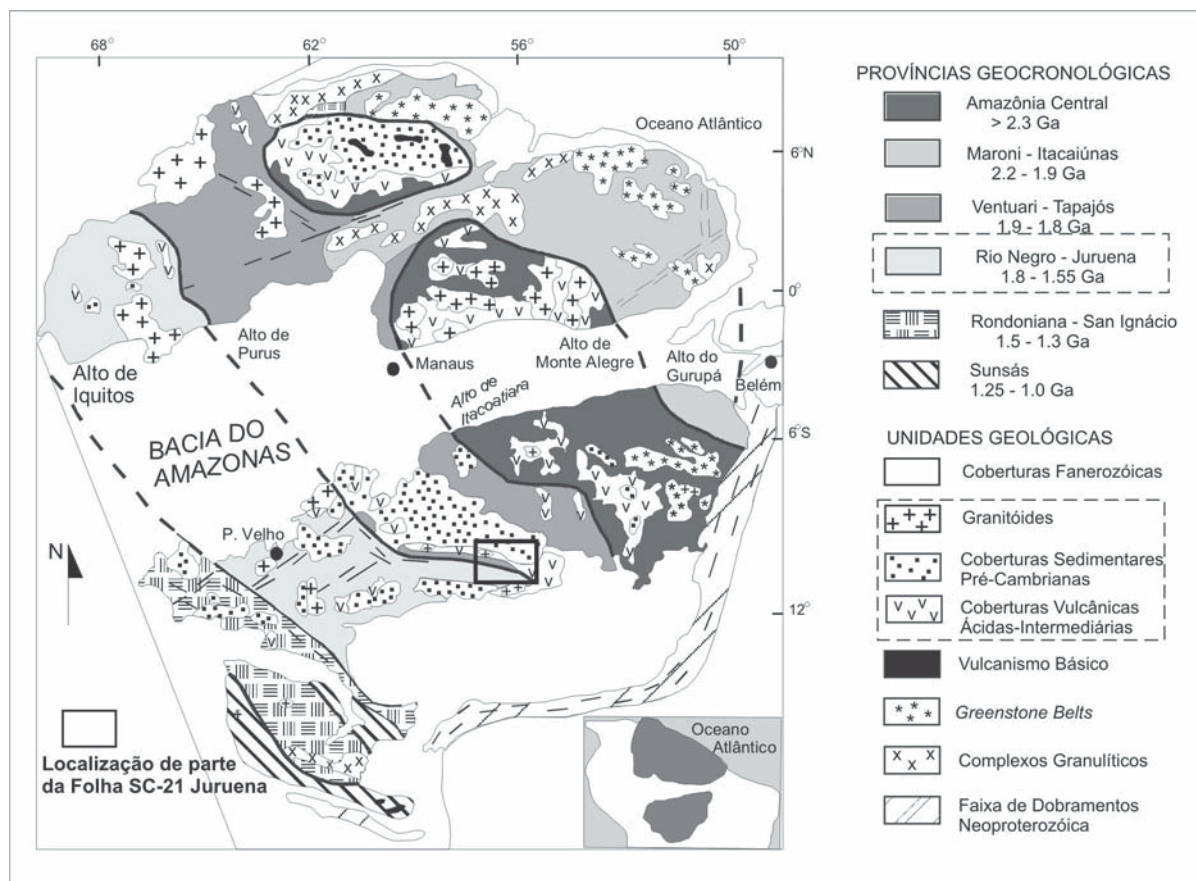 68°
62°
56°
50°
Oceano Atlântico
6°N
0°
Alto de
Purus
Alto de
Iquitos
Manaus
Alto de
Monte Alegre
Alto do
Gurupá
Belém
Alto de
Itacoatiara
6°S
BACIA DO
AMAZONAS
P. Velho
N
12°
Localização de parte
da Folha SC-21 Juruena
Oceano
Atlântico
PROVÍNCIAS GEOCRONOLÓGICAS
Amazônia Central
> 2.3 Ga
Maroni - Itacaiúnas
2.2 - 1.9 Ga
Ventuari - Tapajós
1.9 - 1.8 Ga
Rio Negro - Juruena
1.8 - 1.55 Ga
Rondoniana - San Ignácio
1.5 - 1.3 Ga
Sunsás
1.25 - 1.0 Ga
UNIDADES GEOLÓGICAS
Coberturas Fanerozóicas
Granitóides
Coberturas Sedimentares
Pré-Cambrianas
Coberturas Vulcânicas
Ácidas-Intermediárias
Vulcanismo Básico
Greenstone Belts
Complexos Granulíticos
Faixa de Dobramentos
Neoproterozóica